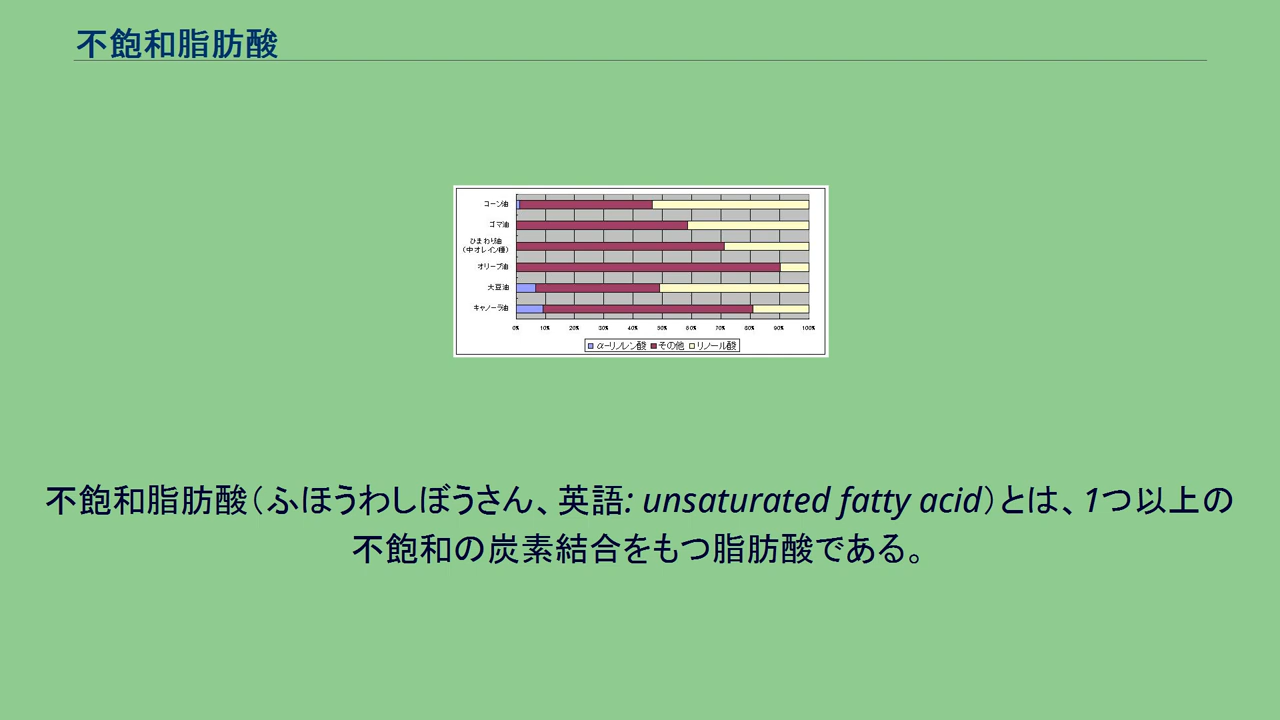 不飽和脂肪酸
コーン油
ゴマ油
ひまわり油
(中オレイン種)
オリーブ油
大豆油
キャノーラ油
0% 10% 20% 30% 40% 50% 60% 70% 80% 90% 100%
α-リノレン酸 その他 リノール酸
不飽和脂肪酸（ふほうわしぼうさん、英語: unsaturated fatty acid）とは、1つ以上の
不飽和の炭素結合をもつ脂肪酸である。